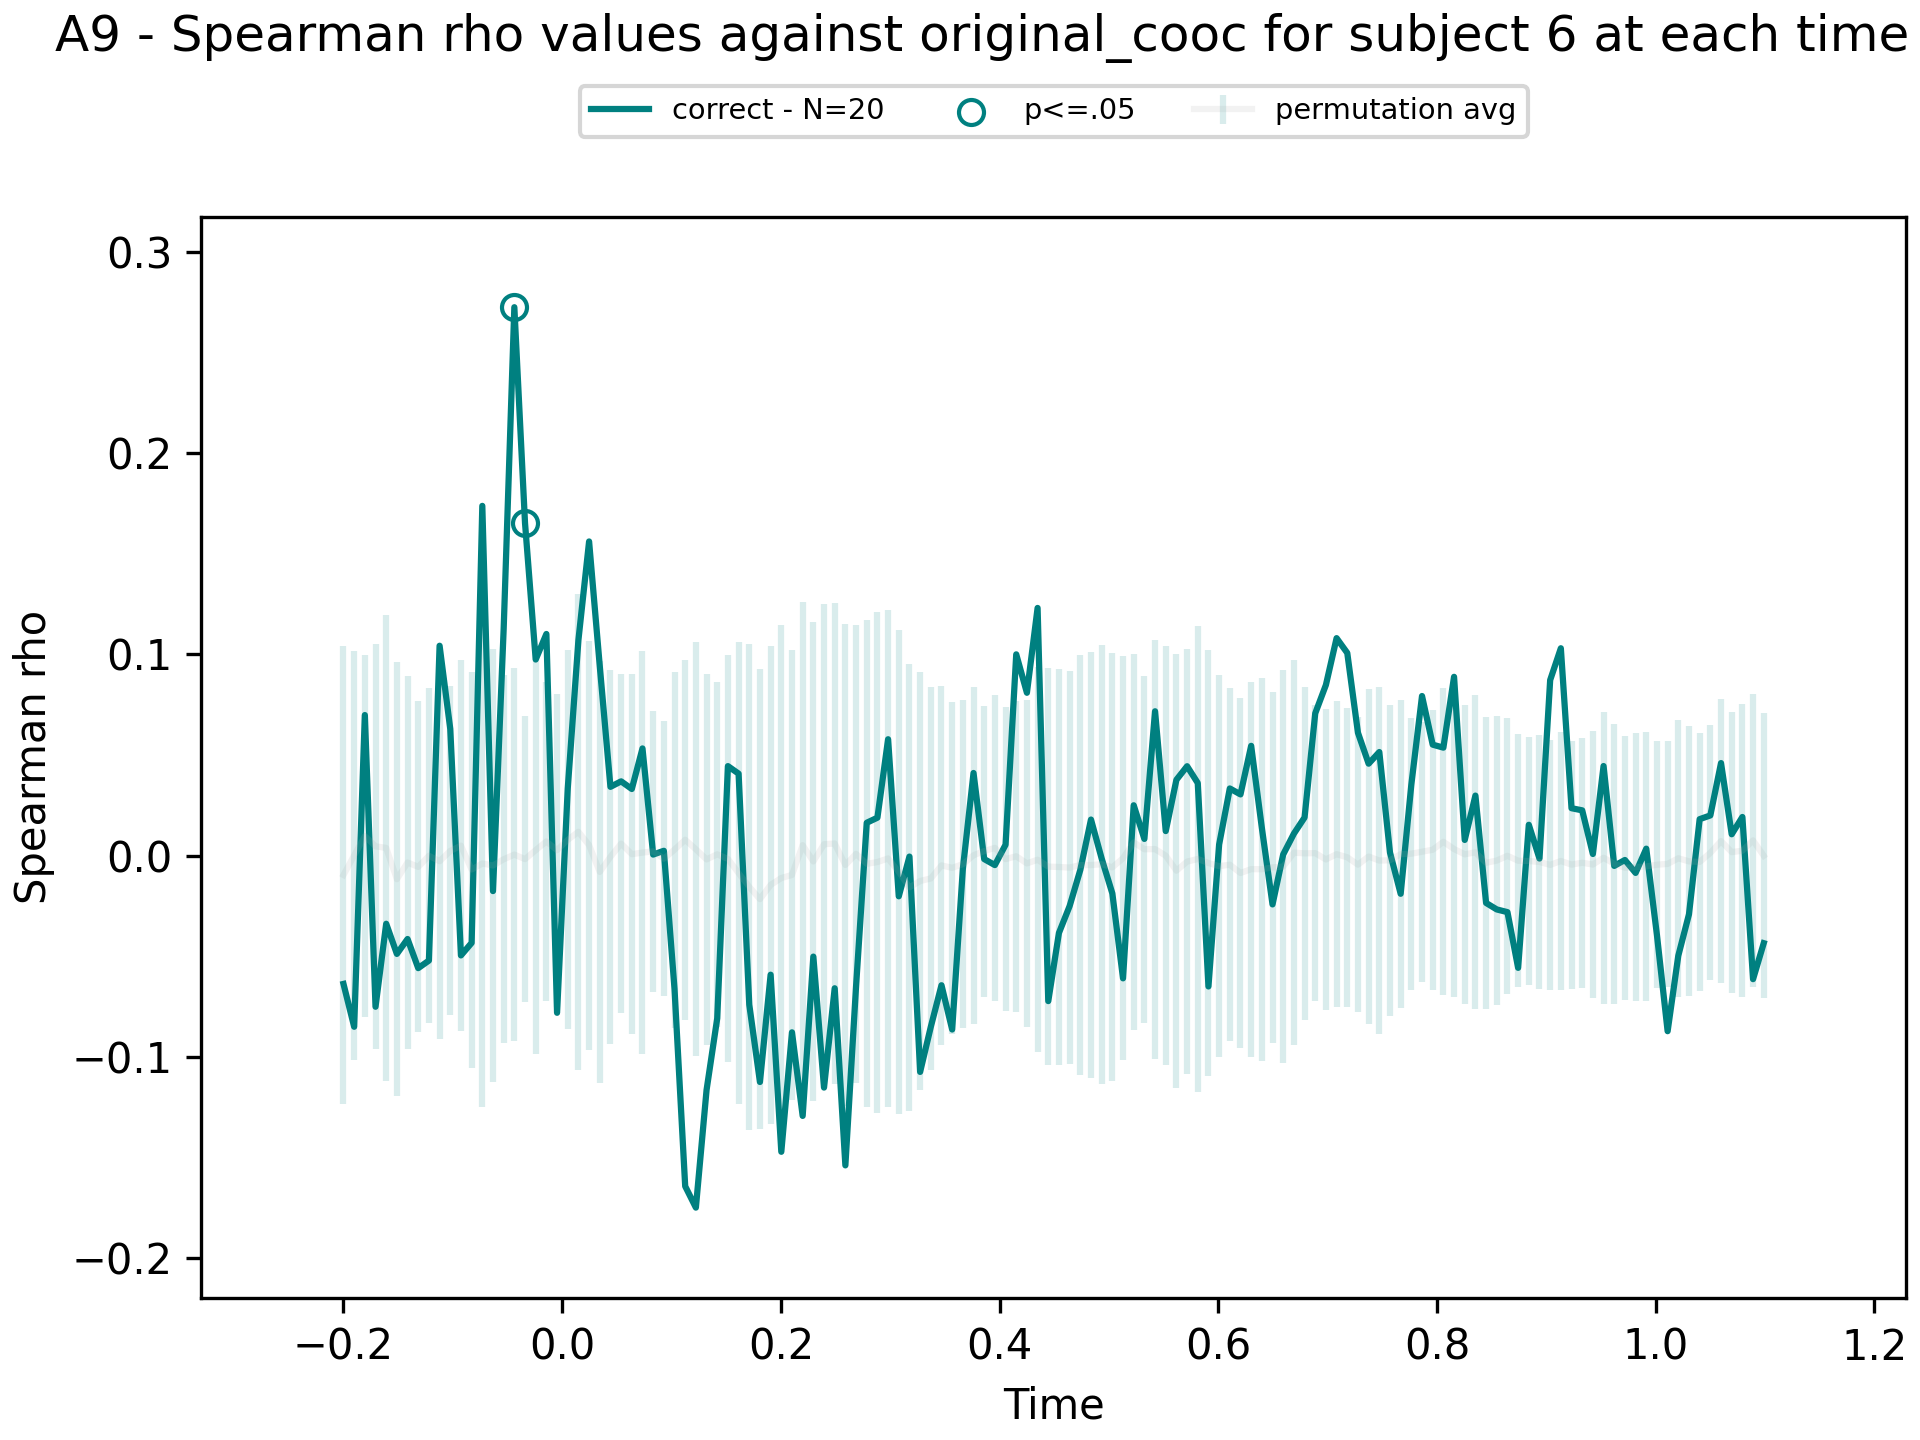 A9 - Spearman rho values against original_cooc for subject 6 at each time
correct - N=20 p<=.05 permutation avg
0.3
0.2
0.1
0.0
−0.1
−0.2
Spearman rho
−0.2 0.0 0.2 0.4 0.6 0.8 1.0 1.2
Time